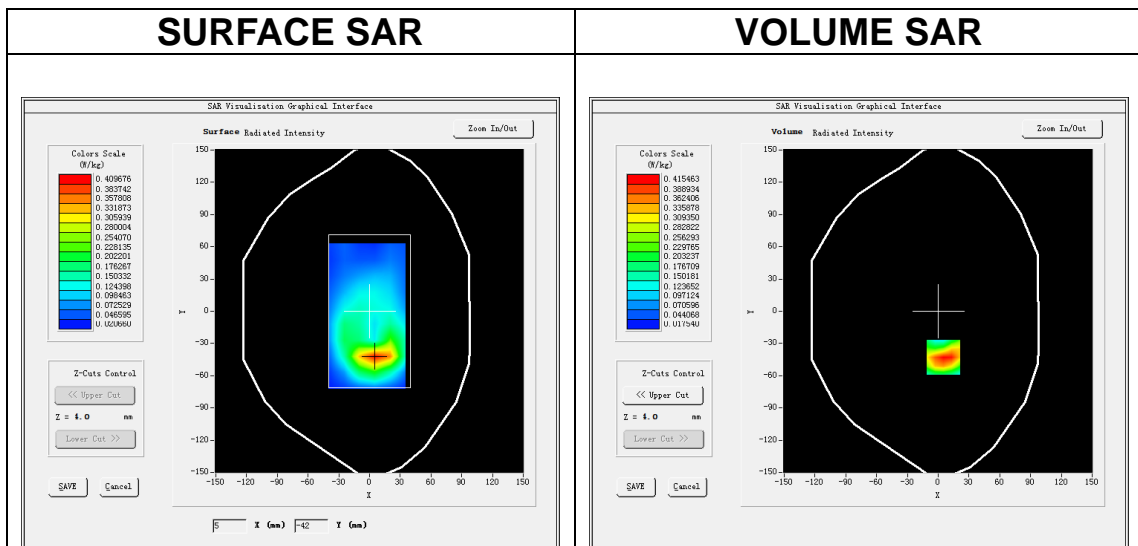 SURFACE SAR
VOLUME SAR
SAR Visualisation Graphical Interface
Surface Radiated Intensity
Zoom In/Out
Colors Scale
(W/kg)
0.409676
0.383742
0.357808
0.331873
0.305939
0.280004
0.254070
0.228135
0.202201
0.176267
0.150332
0.124398
0.098463
0.072529
0.046595
0.020660
150
120
90
60
30
0
-30
-60
-90
-120
-150
Y
-150 -120 -90 -60 -30 0 30 60 90 120 150
X
Z-Cuts Control
<< Upper Cut
Z = 4.0 mm
Lower Cut >>
SAVE Cancel
5 X (mm) -42 Y (mm)
SAR Visualisation Graphical Interface
Volume Radiated Intensity
Zoom In/Out
Colors Scale
(W/kg)
0.415463
0.388934
0.362406
0.335878
0.309350
0.282822
0.256293
0.229765
0.203237
0.176709
0.150181
0.123652
0.097124
0.070596
0.044068
0.017540
150
120
90
60
30
0
-30
-60
-90
-120
-150
Y
-150 -120 -90 -60 -30 0 30 60 90 120 150
X
Z-Cuts Control
<< Upper Cut
Z = 4.0 mm
Lower Cut >>
SAVE Cancel